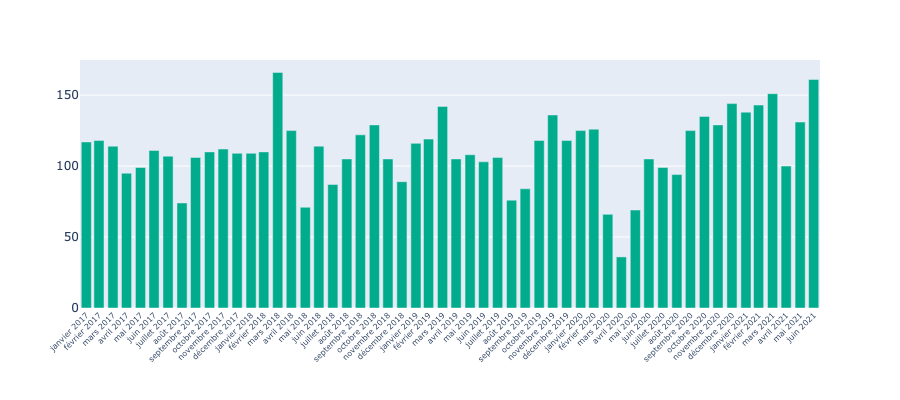 150
100
50
0
janvier 2017
février 2017
mars 2017
avril 2017
mai 2017
juin 2017
juillet 2017
août 2017
septembre 2017
octobre 2017
novembre 2017
décembre 2017
janvier 2018
février 2018
mars 2018
avril 2018
mai 2018
juin 2018
juillet 2018
août 2018
septembre 2018
octobre 2018
novembre 2018
décembre 2018
janvier 2019
février 2019
mars 2019
avril 2019
mai 2019
juin 2019
juillet 2019
août 2019
septembre 2019
octobre 2019
novembre 2019
décembre 2019
janvier 2020
février 2020
mars 2020
avril 2020
mai 2020
juin 2020
juillet 2020
août 2020
septembre 2020
octobre 2020
novembre 2020
décembre 2020
janvier 2021
février 2021
mars 2021
avril 2021
mai 2021
juin 2021